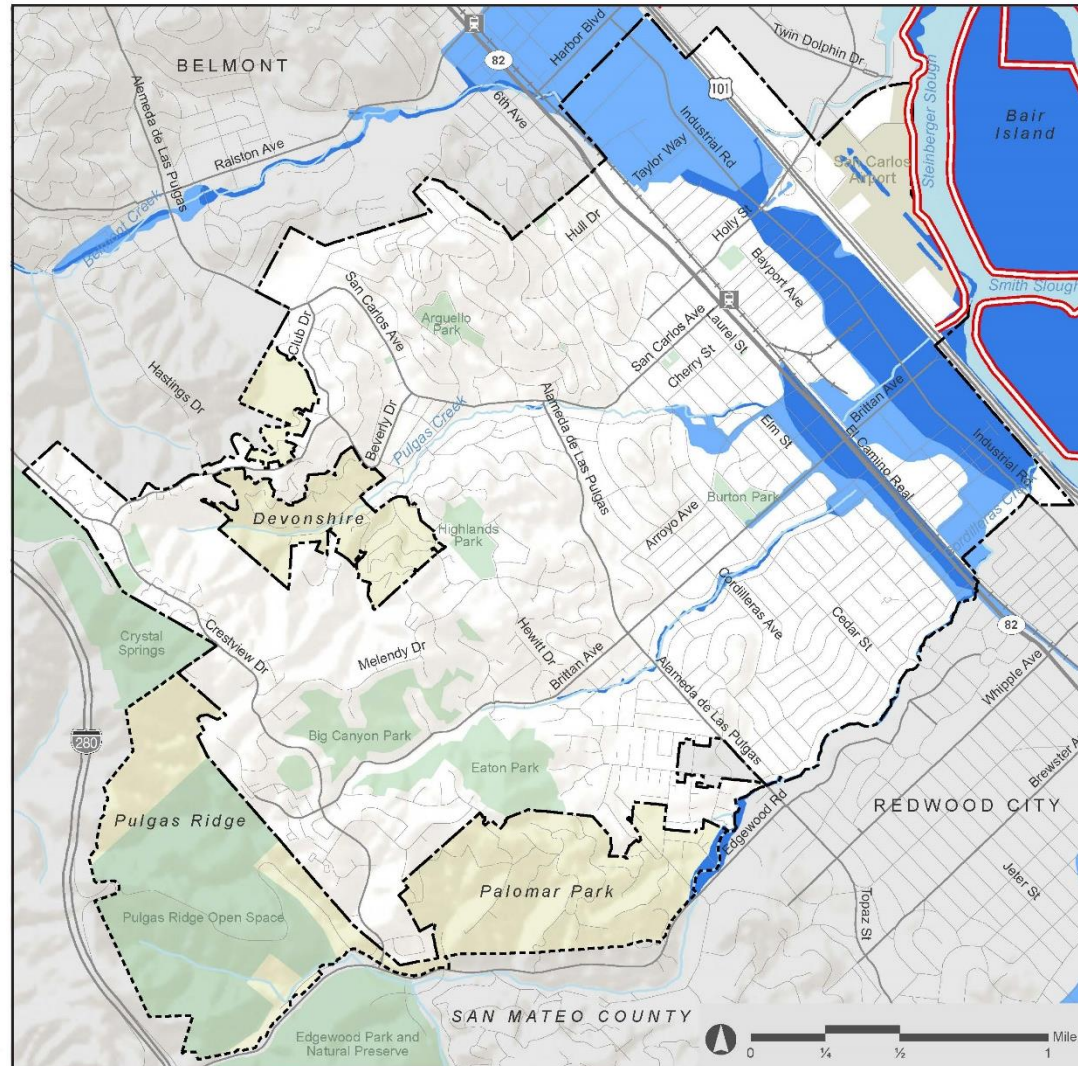 BELMONT
82
Harbor Blvd
Twin Dolphin Dr
101
Steinberger Slough
Bair
Island
6th Ave
Alameda de Las Pulgas
Ralston Ave
Taylor Way
Industrial Rd
San Carlos
Airport
Belmont Creek
Hull Dr
Holly St
Bayport Ave
Smith Slough
San Carlos Ave
Arguello
Park
Club Dr
San Carlos Ave
Laurel St
Cherry St
Hastings Dr
Beverly Dr
Pulgas Creek
Alameda de Las Pulgas
Elm St
Brittan Ave
El Camino Real
Industrial Rd
Devonshire
Highlands
Park
Burton Park
Arroyo Ave
Cordilleras Creek
Crystal
Springs
Crestview Dr
Melendy Dr
Hewitt Dr
Brittan Ave
Cordilleras Ave
Cedar St
82
Whipple Ave
280
Big Canyon Park
Eaton Park
Alameda de Las Pulgas
Brewster A
Pulgas Ridge
Edgewood Rd
REDWOOD CITY
Palomar Park
Jeter St
Pulgas Ridge Open Space
Topaz St
SAN MATEO COUNTY
Edgewood Park and
Natural Preserve
Mile
0 ¼ ½ 1